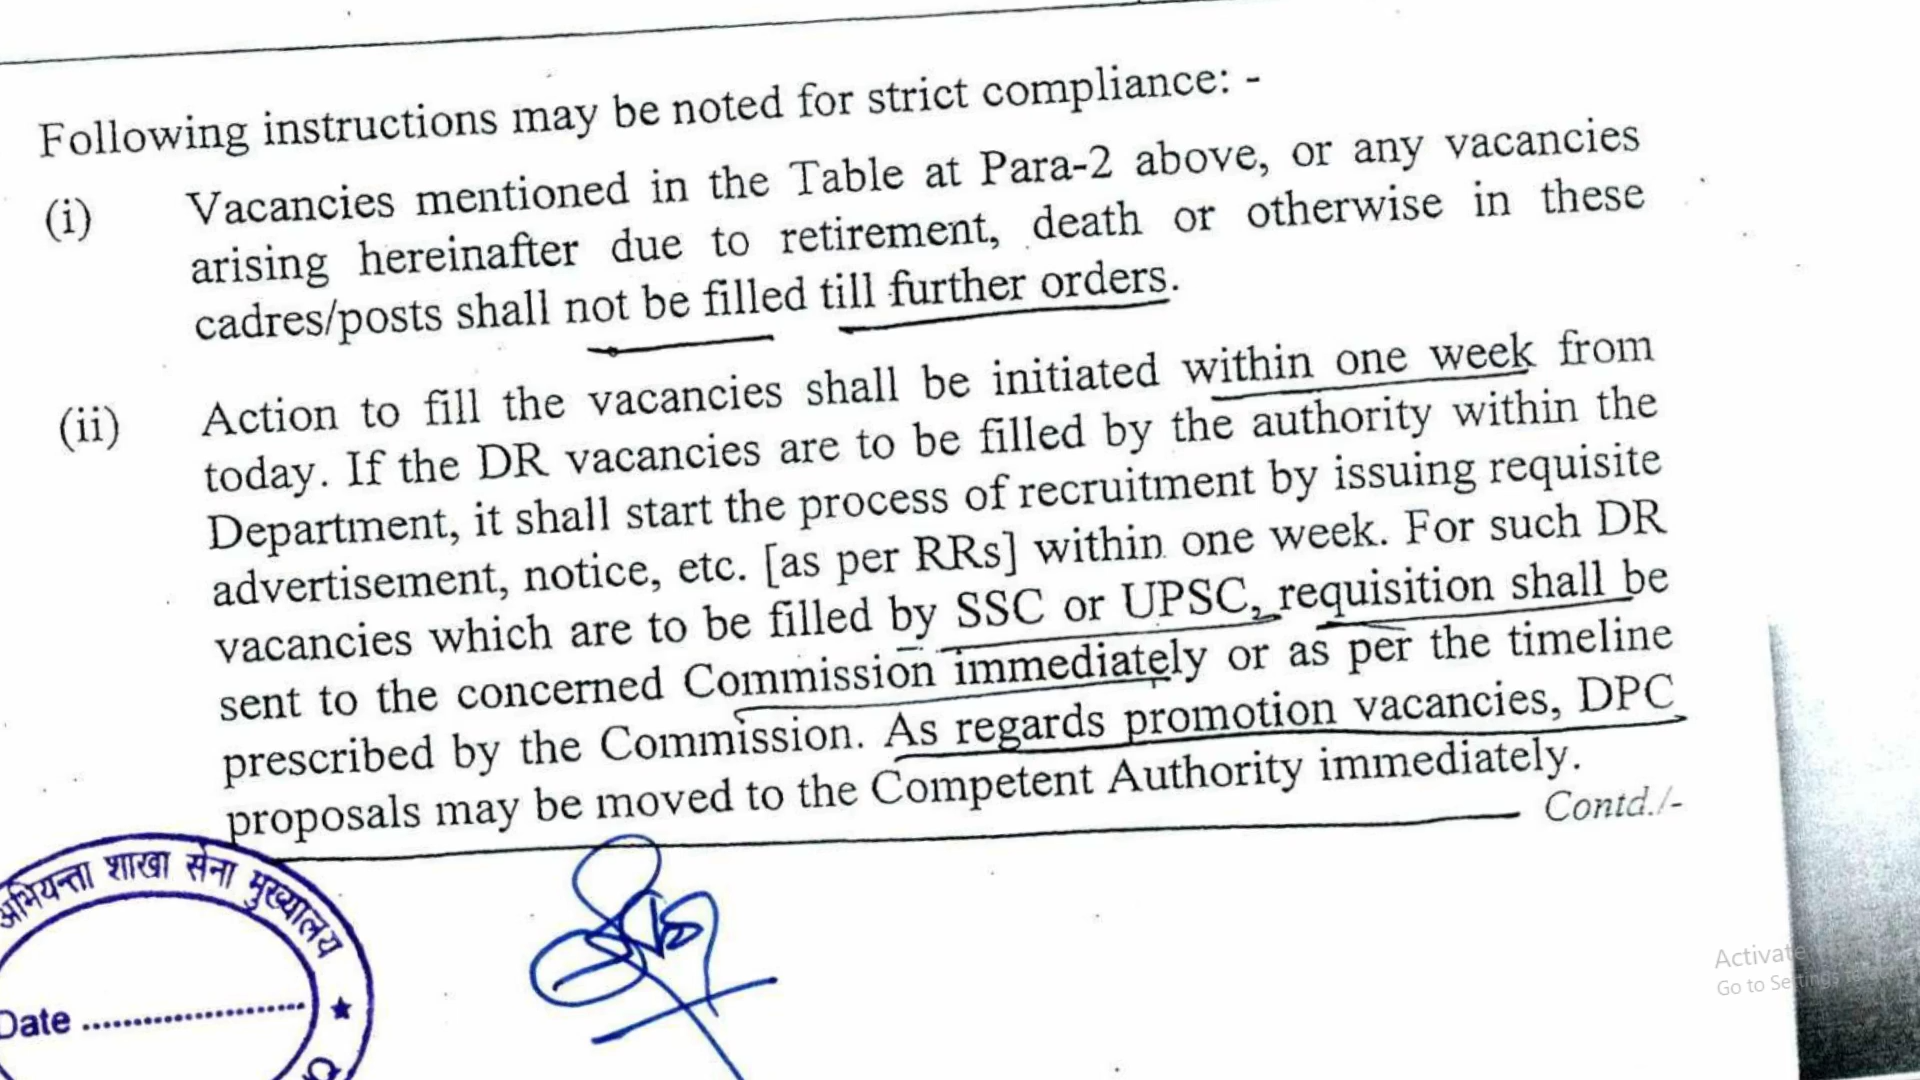 Following instructions may be noted for strict compliance: -
(i) Vacancies mentioned in the Table at Para-2 above, or any vacancies
arising hereinafter due to retirement, death or otherwise in these
cadres/posts shall not be filled till further orders.
(ii) Action to fill the vacancies shall be initiated within one week from
today. If the DR vacancies are to be filled by the authority within the
Department, it shall start the process of recruitment by issuing requisite
advertisement, notice, etc. [as per RRs] within one week. For such DR
vacancies which are to be filled by SSC or UPSC, requisition shall be
sent to the concerned Commission immediately or as per the timeline
prescribed by the Commission. As regards promotion vacancies, DPC
proposals may be moved to the Competent Authority immediately.
Contd./-
अभियन्ता शाखा सेना मुख्यालय
Date ........................
Activate
Go to Settings